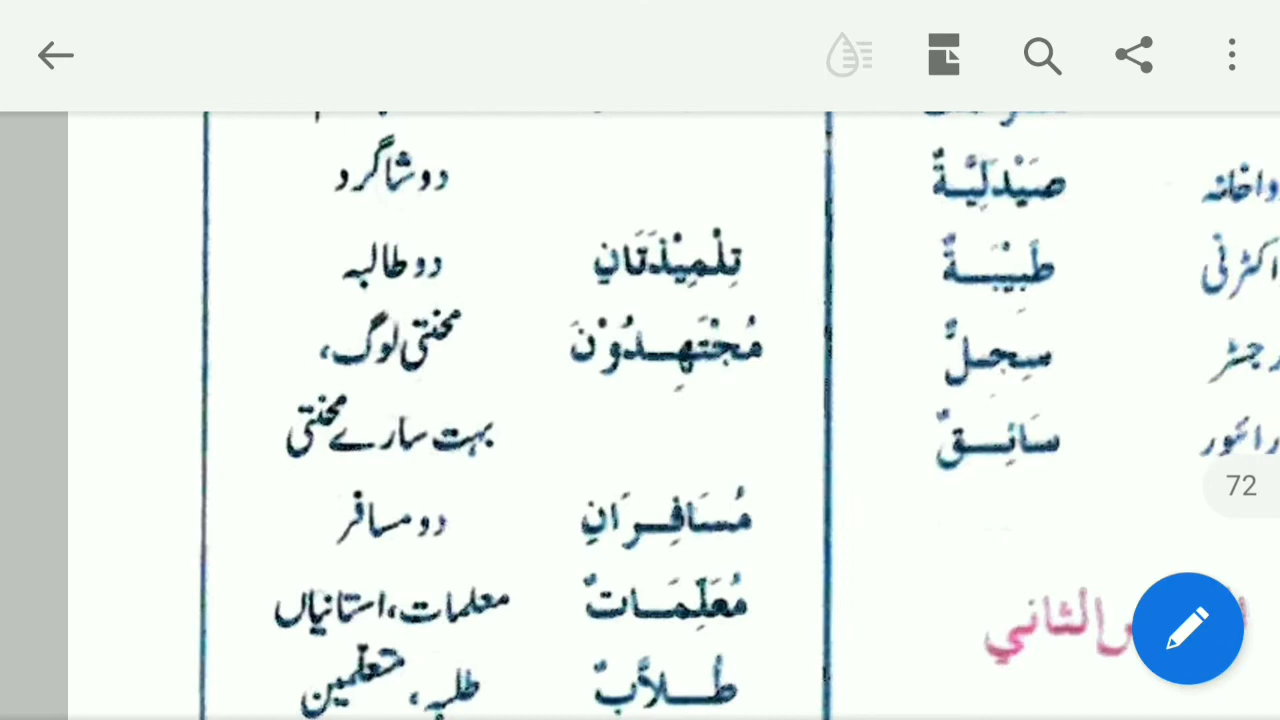 دو شاگرد
صَيْدَلِيَّةٌ
تِلْمِيْذَتَانِ دو طالبہ
طَبِيْبَةٌ
مُجْتَهِدُوْنَ محنتی لوگ،
سِجِلٌّ
بہت سارے محنتی
سَائِقٌ
72
مُسَافِرَانِ دو مسافر
مُعَلِّمَاتٌ معلمات، استانیاں
الثاني
طُلَّابٌ طلبہ، متعلمین